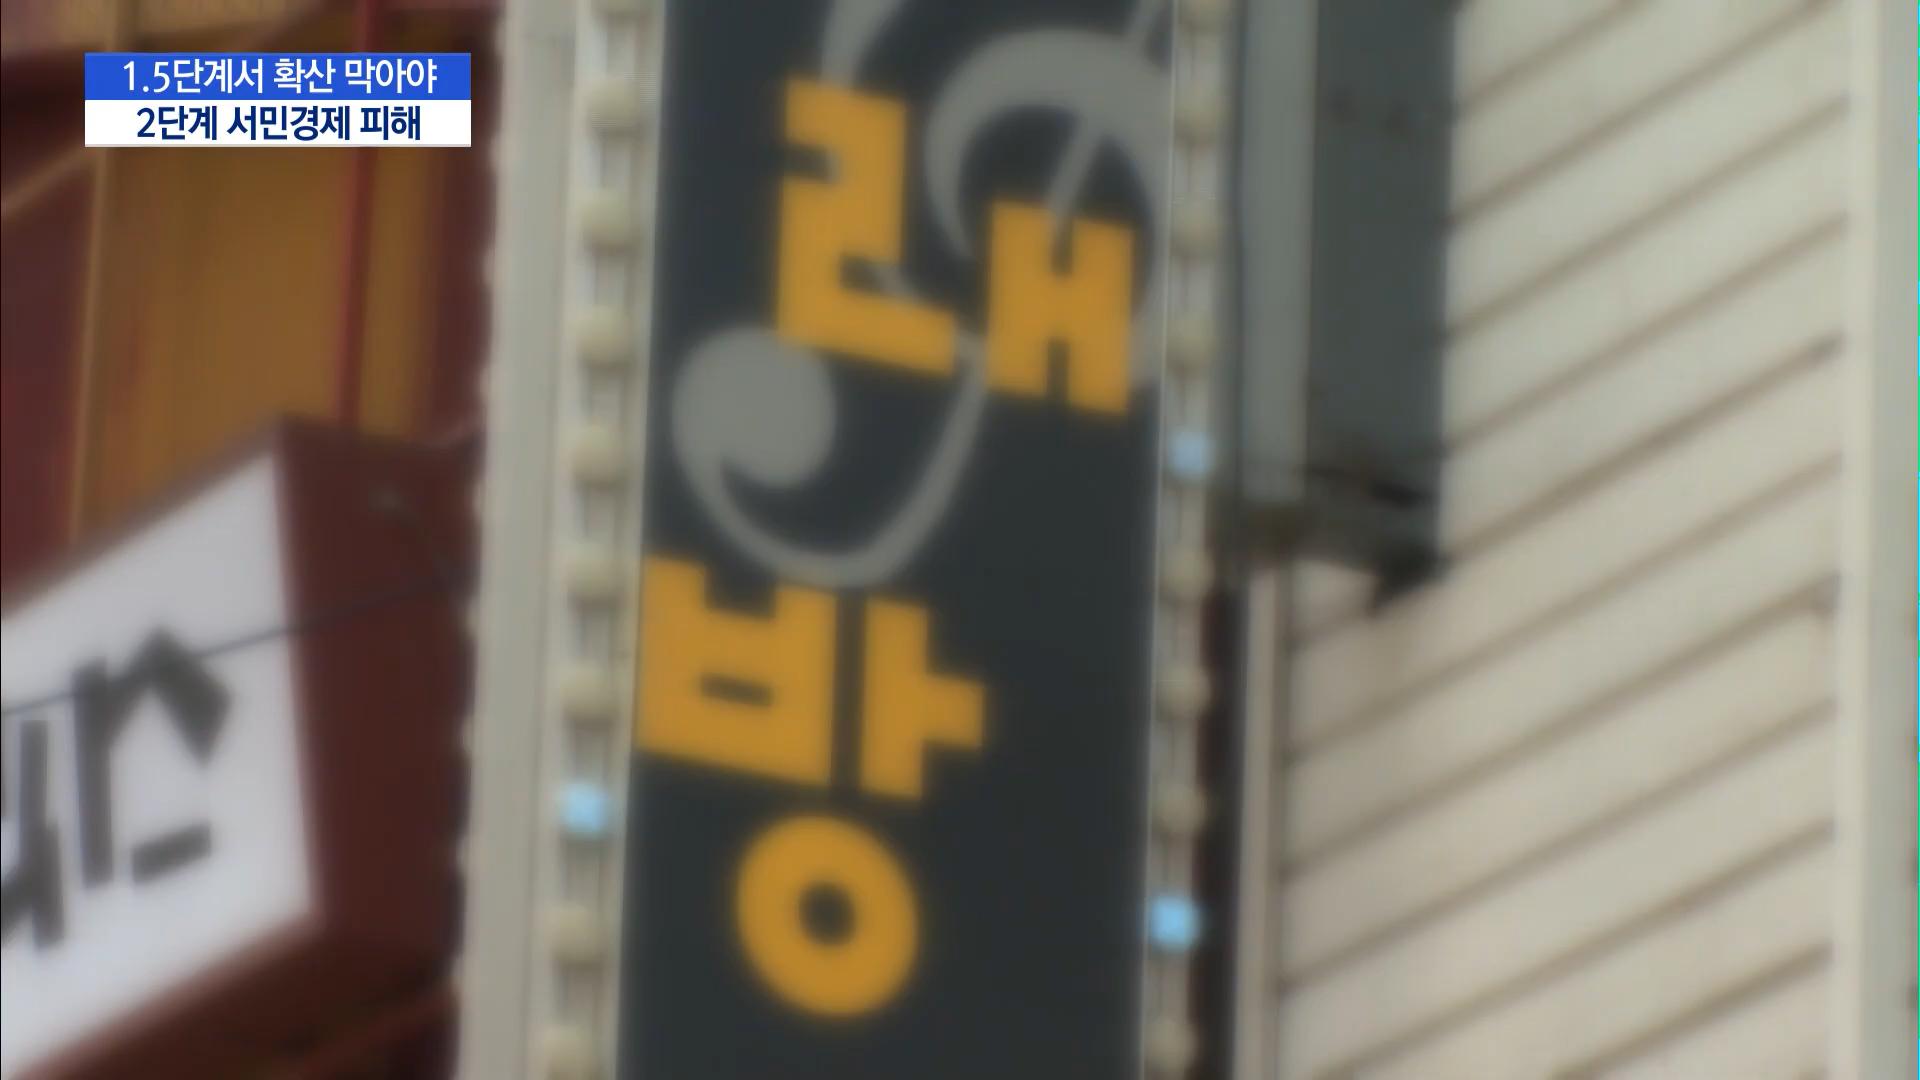 1.5단계서 확산 막아야
2단계 서민경제 피해
래
방